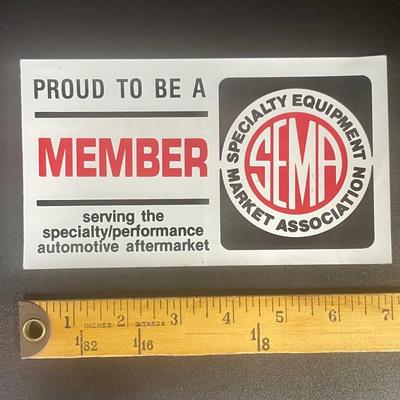 PROUD TO BE A
MEMBER
serving the
specialty/performance
automotive aftermarket
SPECIALTY EQUIPMENT
SEMA
MARKET ASSOCIATION
1 2 3 4 5 6 7
INCHES & YARDS
1/32 1/16 1/8